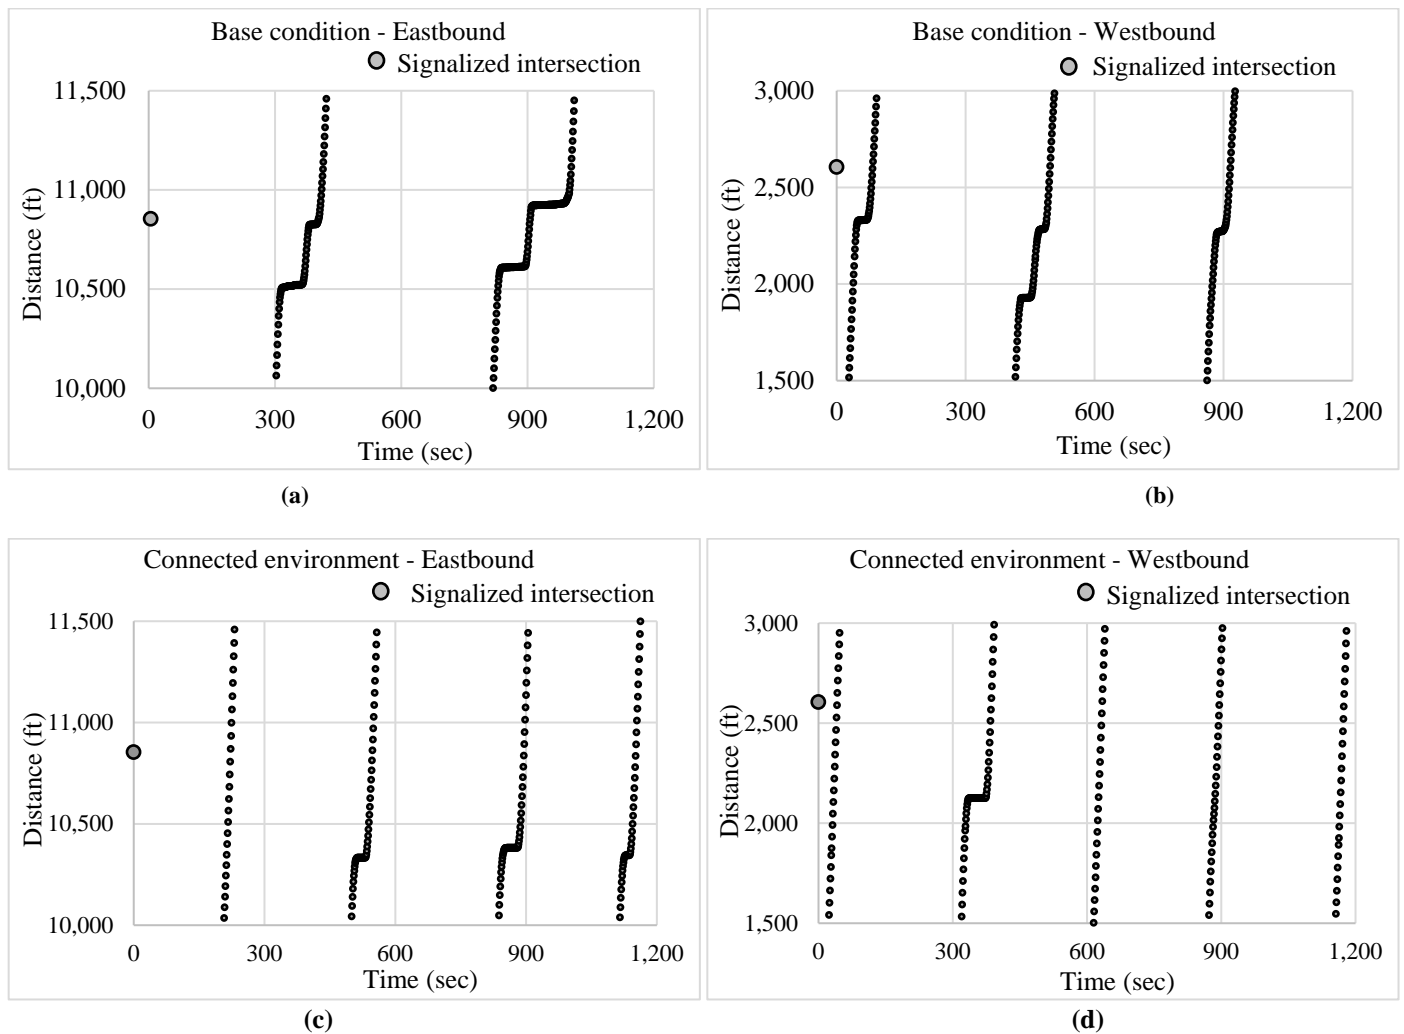 Base condition - Eastbound
Signalized intersection
11,500
11,000
10,500
10,000
Distance (ft)
0
300
600
900
1,200
Time (sec)
(a)
Base condition - Westbound
Signalized intersection
3,000
2,500
2,000
1,500
Distance (ft)
0
300
600
900
1,200
Time (sec)
(b)
Connected environment - Eastbound
Signalized intersection
11,500
11,000
10,500
10,000
Distance (ft)
0
300
600
900
1,200
Time (sec)
(c)
Connected environment - Westbound
Signalized intersection
3,000
2,500
2,000
1,500
Distance (ft)
0
300
600
900
1,200
Time (sec)
(d)